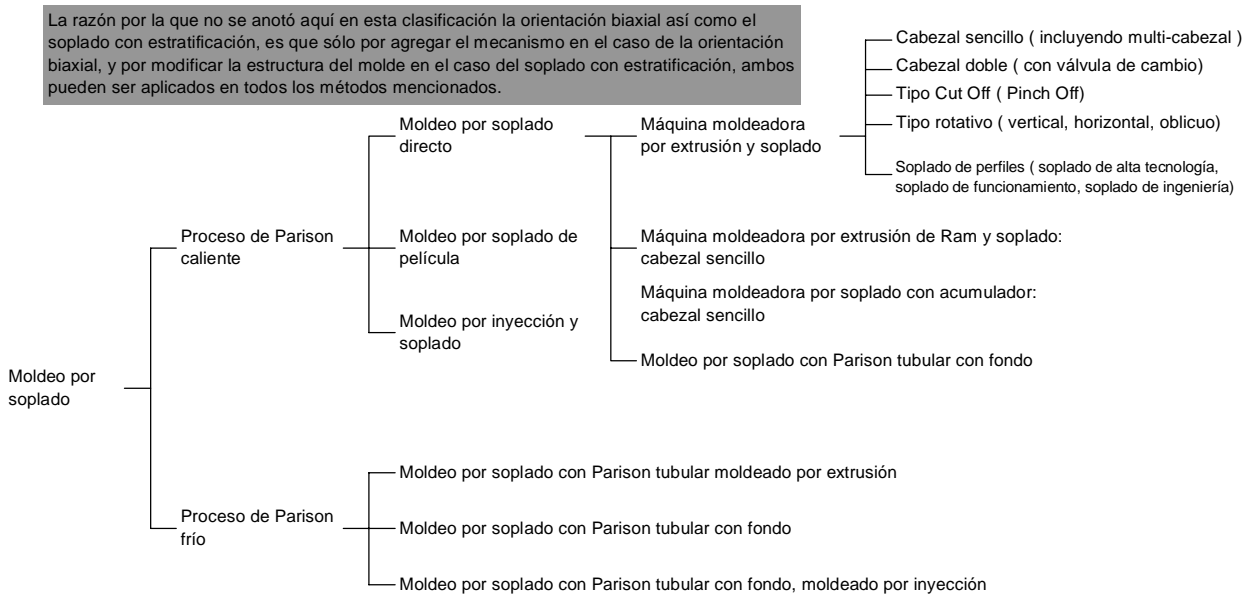 La razón por la que no se anotó aquí en esta clasificación la orientación biaxial así como el
soplado con estratificación, es que sólo por agregar el mecanismo en el caso de la orientación
biaxial, y por modificar la estructura del molde en el caso del soplado con estratificación, ambos
pueden ser aplicados en todos los métodos mencionados.
Moldeo por
soplado
Proceso de Parison
caliente
Moldeo por soplado
directo
Máquina moldeadora
por extrusión y soplado
Cabezal sencillo ( incluyendo multi-cabezal )
Cabezal doble ( con válvula de cambio)
Tipo Cut Off ( Pinch Off)
Tipo rotativo ( vertical, horizontal, oblicuo)
Soplado de perfiles ( soplado de alta tecnología,
soplado de funcionamiento, soplado de ingeniería)
Máquina moldeadora por extrusión de Ram y soplado:
cabezal sencillo
Máquina moldeadora por soplado con acumulador:
cabezal sencillo
Moldeo por soplado con Parison tubular con fondo
Moldeo por soplado de
película
Moldeo por inyección y
soplado
Proceso de Parison
frío
Moldeo por soplado con Parison tubular moldeado por extrusión
Moldeo por soplado con Parison tubular con fondo
Moldeo por soplado con Parison tubular con fondo, moldeado por inyección